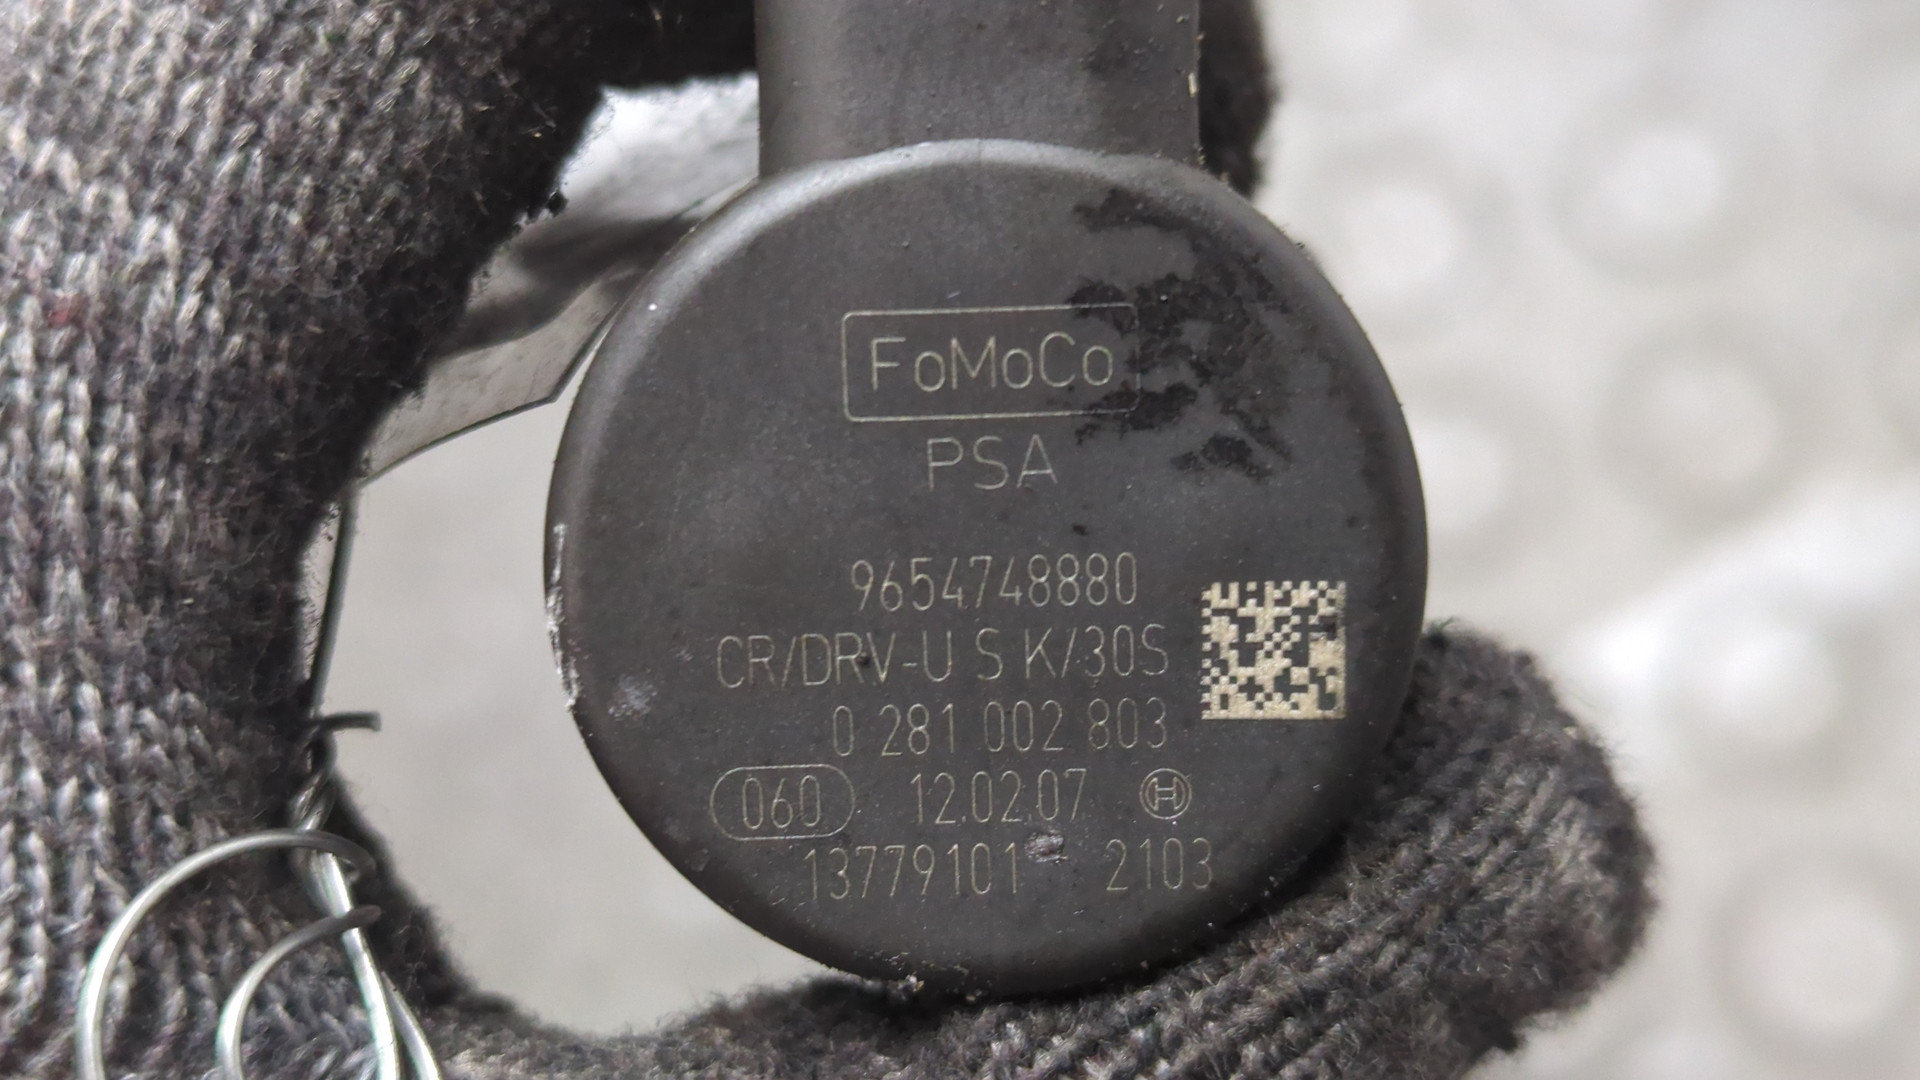 FoMoCo
PSA
9654748880
CR/DRV-U S K/30S
0 281 002 803
060 12.02.07
13779101 2103